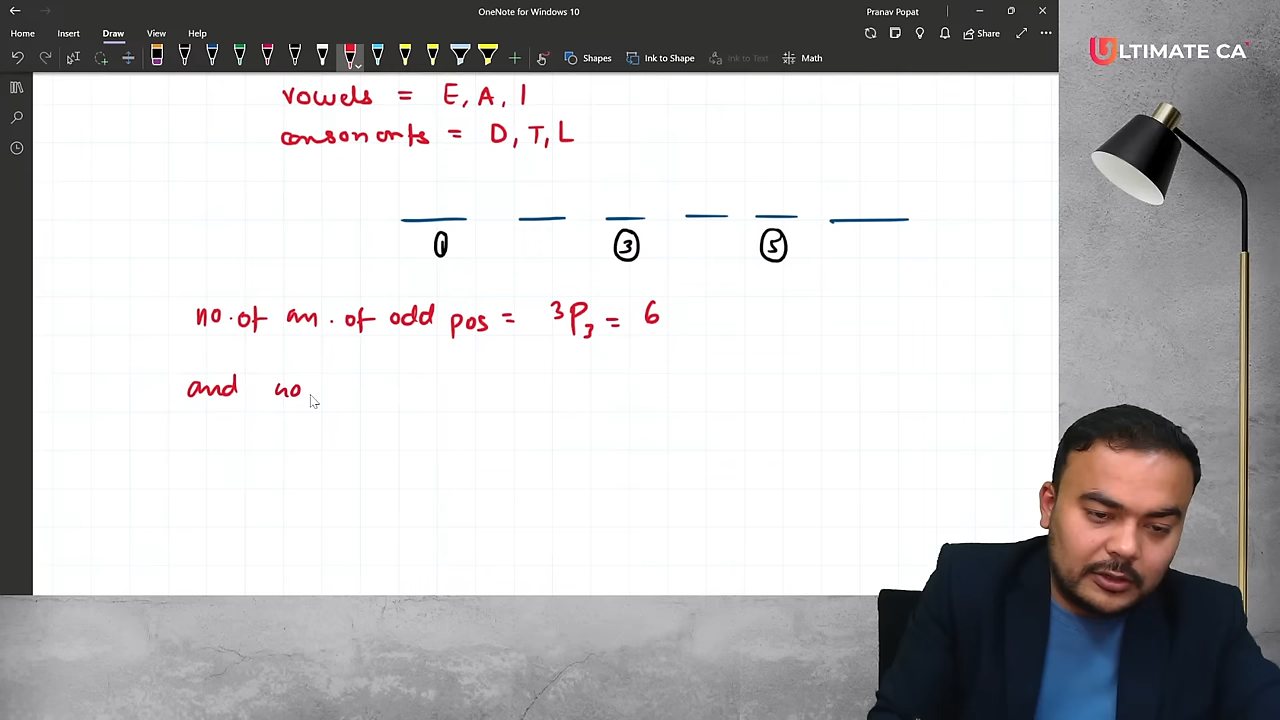 OneNote for Windows 10
Pranav Popat
Home Insert Draw View Help
Share
Shapes Ink to Shape Ink to Text Math
ULTIMATE CA
vowels = E, A, I
consonants = D, T, L
1 3 5
no. of arr. of odd pos = ³P₃ = 6
and no